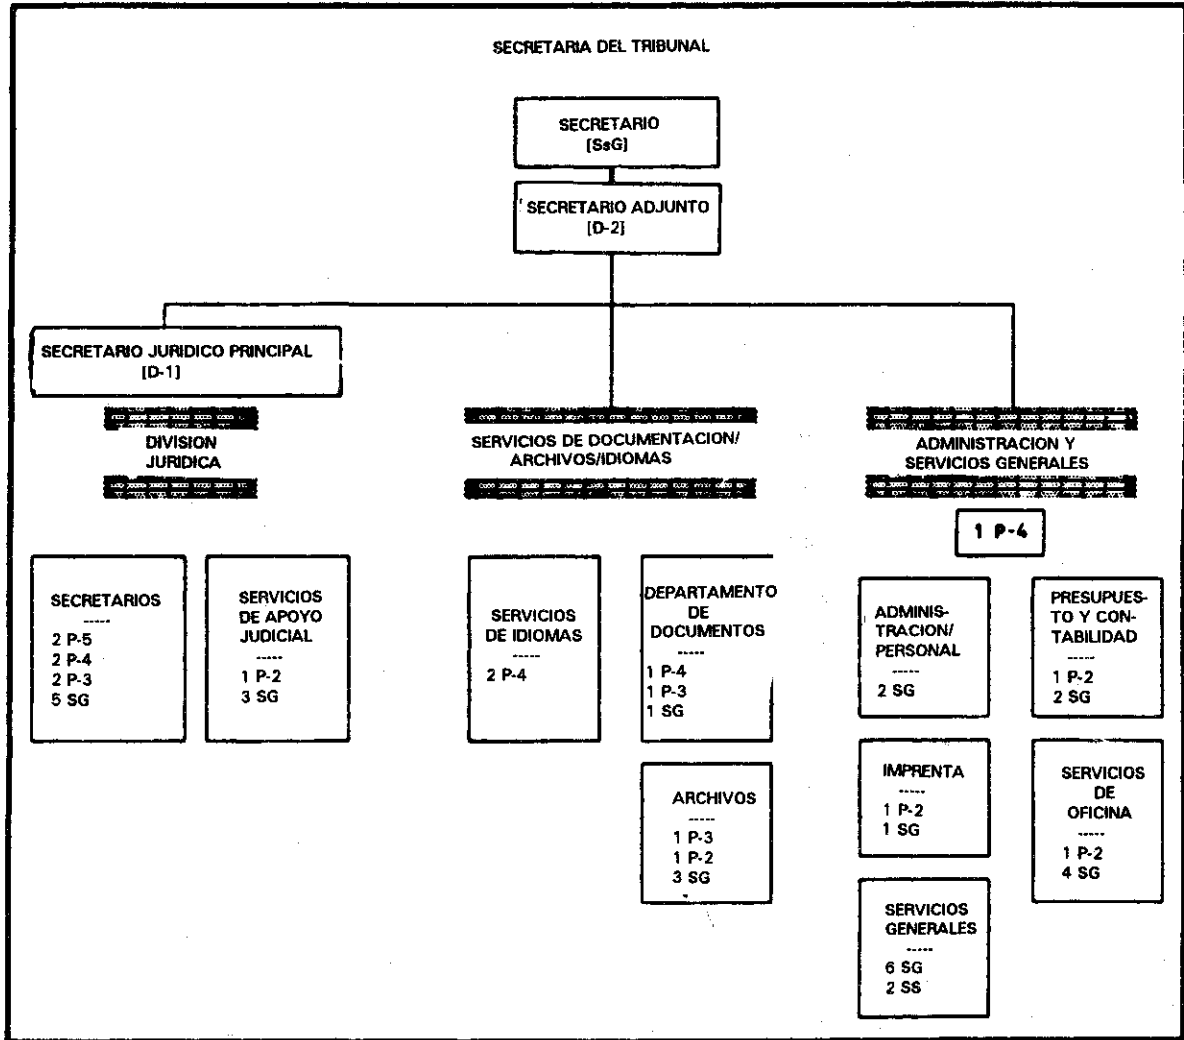 SECRETARIA DEL TRIBUNAL
SECRETARIO
[SsG]
SECRETARIO ADJUNTO
[D-2]
SECRETARIO JURIDICO PRINCIPAL
[D-1]
DIVISION
JURIDICA
SERVICIOS DE DOCUMENTACION/
ARCHIVOS/IDIOMAS
ADMINISTRACION Y
SERVICIOS GENERALES
1 P-4
SECRETARIOS
-----
2 P-5
2 P-4
2 P-3
5 SG
SERVICIOS
DE APOYO
JUDICIAL
-----
1 P-2
3 SG
SERVICIOS
DE IDIOMAS
-----
2 P-4
DEPARTAMENTO
DE
DOCUMENTOS
-----
1 P-4
1 P-3
1 SG
ARCHIVOS
-----
1 P-3
1 P-2
3 SG
ADMINIS-
TRACION/
PERSONAL
-----
2 SG
PRESUPUES-
TO Y CON-
TABILIDAD
-----
1 P-2
2 SG
IMPRENTA
-----
1 P-2
1 SG
SERVICIOS
DE
OFICINA
-----
1 P-2
4 SG
SERVICIOS
GENERALES
-----
6 SG
2 SS